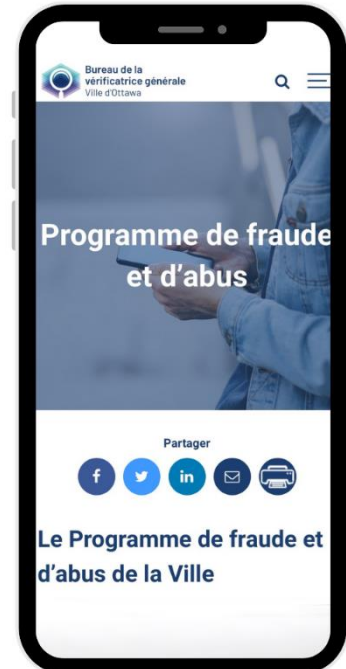 Bureau de la
vérificatrice générale
Ville d'Ottawa
Programme de fraude
et d'abus
Partager
f
in
Le Programme de fraude et
d'abus de la Ville